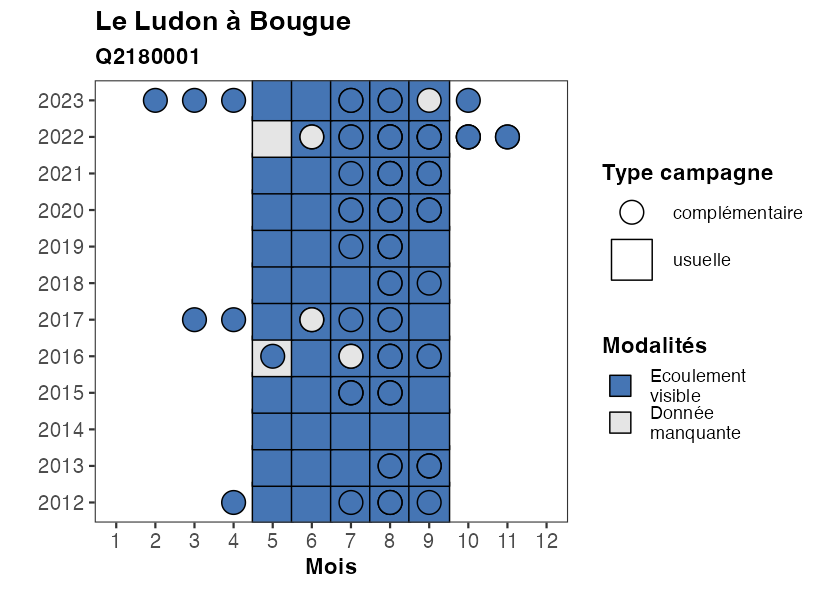 Le Ludon à Bougue
Q2180001
2023
2022
2021
2020
2019
2018
2017
2016
2015
2014
2013
2012
1 2 3 4 5 6 7 8 9 10 11 12
Mois
Type campagne
complémentaire
usuelle
Modalités
Ecoulement
visible
Donnée
manquante